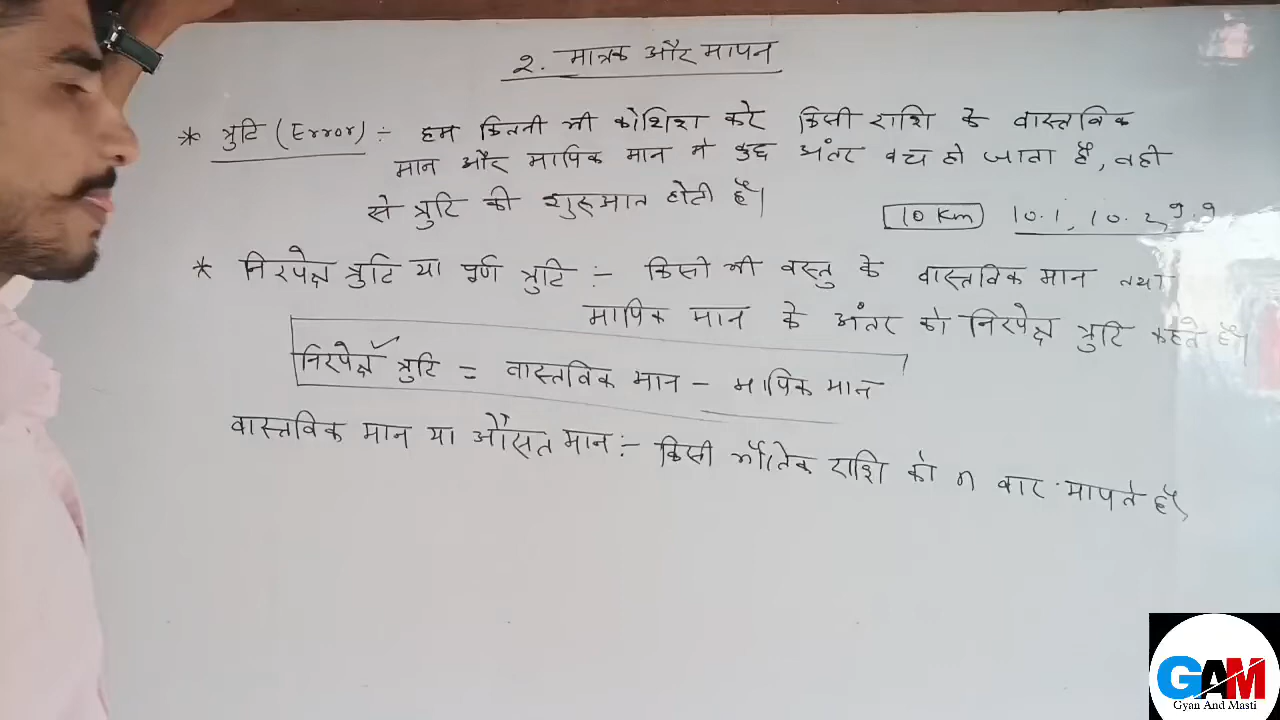 2. मात्रक और मापन
* त्रुटि (Error) :- हम कितनी भी कोशिश करे किसी राशि के वास्तविक
मान और मापिक मान मे कुछ अंतर बच ही जाता है, वही
से त्रुटि की शुरुआत होती है।
10 Km 10.1, 10.2, 9.9
* निरपेक्ष त्रुटि या पूर्ण त्रुटि :- किसी भी वस्तु के वास्तविक मान तथा
मापिक मान के अंतर को निरपेक्ष त्रुटि कहते है।
निरपेक्ष त्रुटि = वास्तविक मान - मापिक मान
वास्तविक मान या औसत मान :- किसी भौतिक राशि को n बार मापते है,
GAM
Gyan And Masti